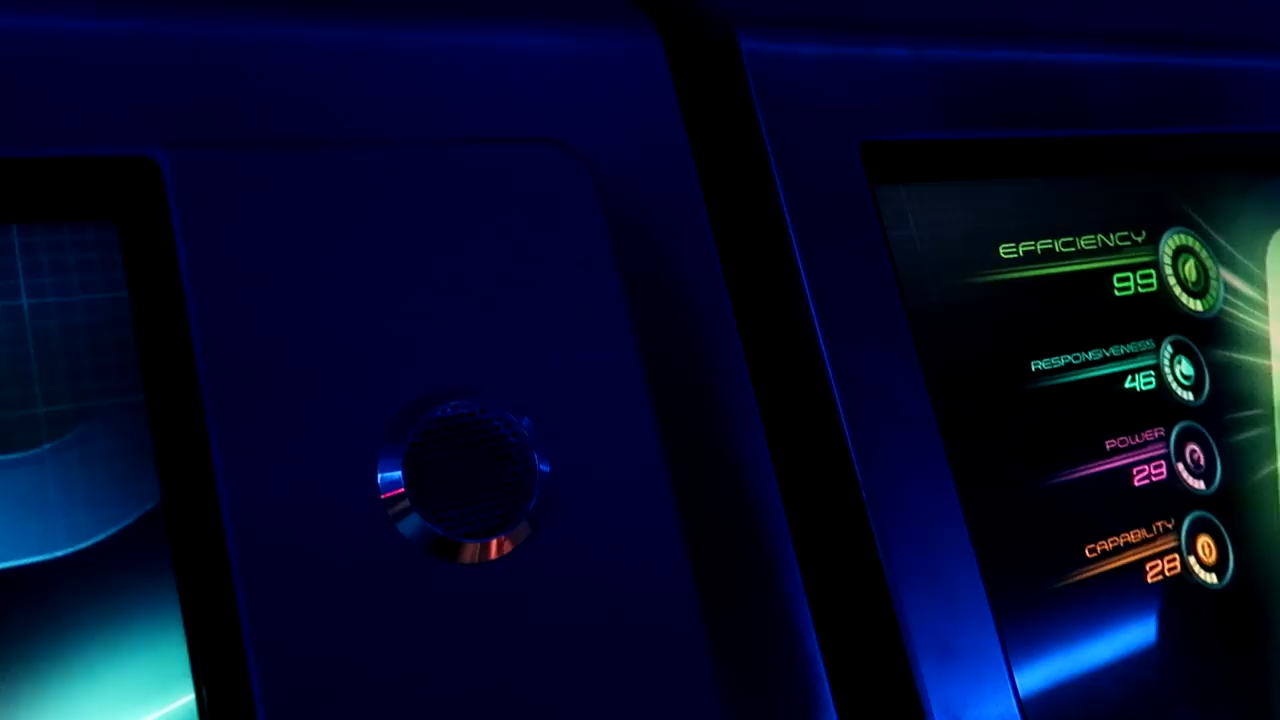 EFFICIENCY
99
RESPONSIVENESS
46
POWER
29
CAPABILITY
28